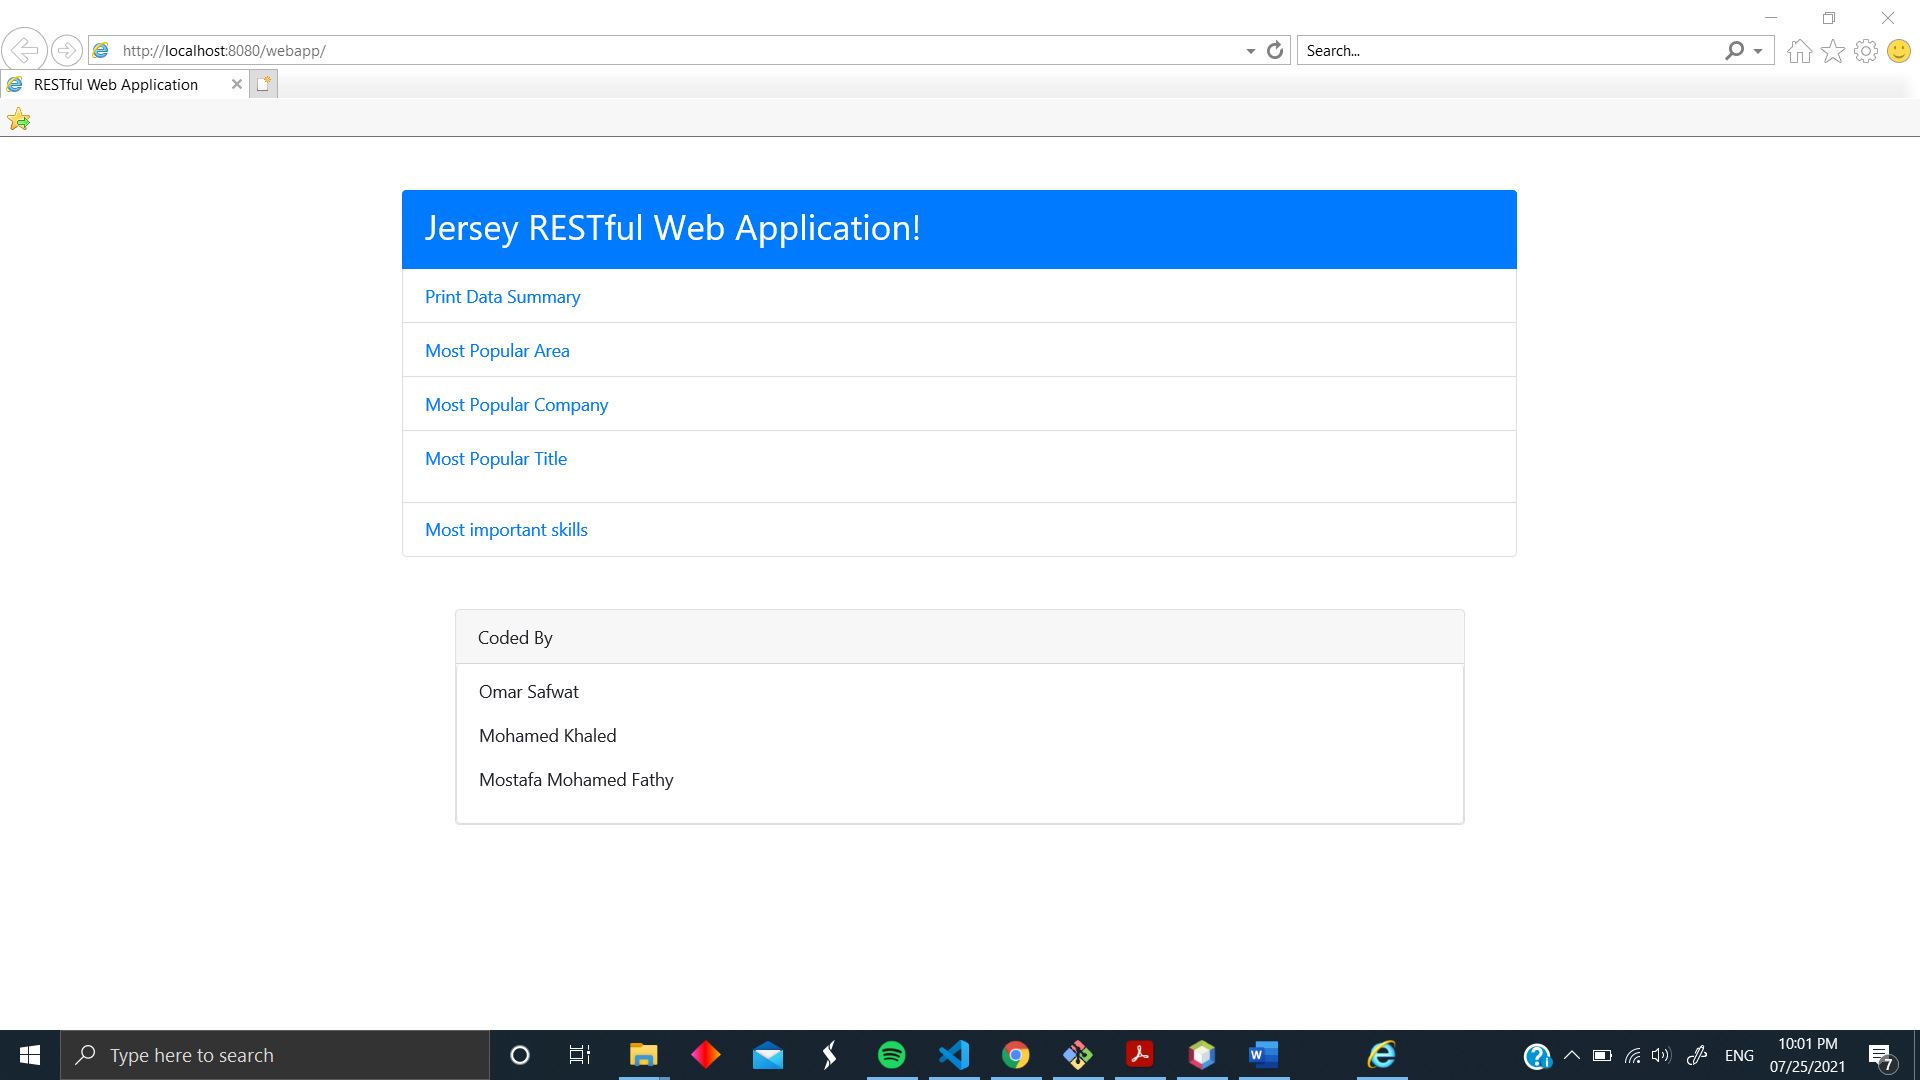 http://localhost:8080/webapp/
Search...
RESTful Web Application
Jersey RESTful Web Application!
Print Data Summary
Most Popular Area
Most Popular Company
Most Popular Title
Most important skills
Coded By
Omar Safwat
Mohamed Khaled
Mostafa Mohamed Fathy
Type here to search
ENG
10:01 PM
07/25/2021
7